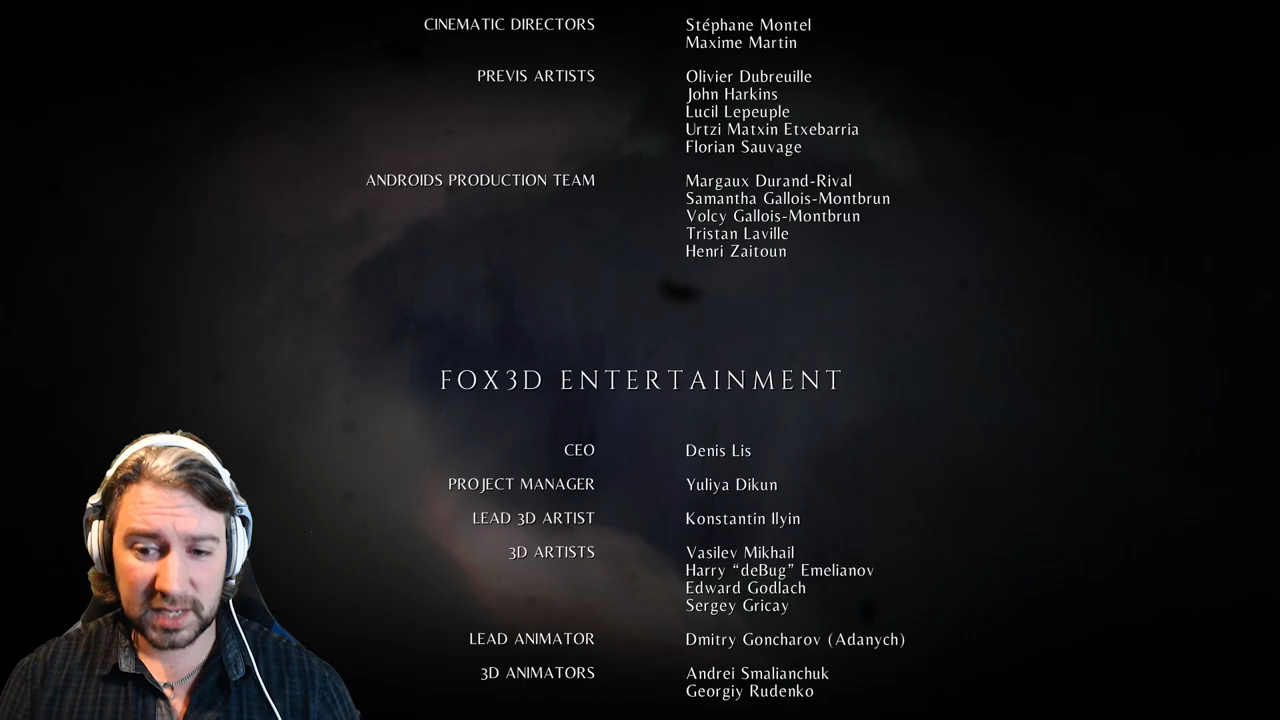 CINEMATIC DIRECTORS Stéphane Montel
Maxime Martin
PREVIS ARTISTS Olivier Dubreuille
John Harkins
Lucil Lepeuple
Urtzi Matxin Etxebarria
Florian Sauvage
ANDROIDS PRODUCTION TEAM Margaux Durand-Rival
Samantha Gallois-Montbrun
Volcy Gallois-Montbrun
Tristan Laville
Henri Zaitoun
FOX3D ENTERTAINMENT
CEO Denis Lis
PROJECT MANAGER Yuliya Dikun
LEAD 3D ARTIST Konstantin Ilyin
3D ARTISTS Vasilev Mikhail
Harry “deBug” Emelianov
Edward Godlach
Sergey Gricay
LEAD ANIMATOR Dmitry Goncharov (Adanych)
3D ANIMATORS Andrei Smalianchuk
Georgiy Rudenko